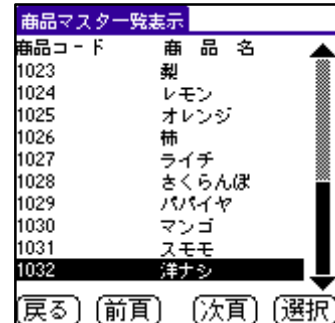 商品マスター覧表示
商品コード 商 品 名
1023 梨
1024 レモン
1025 オレンジ
1026 柿
1027 ライチ
1028 さくらんぼ
1029 パパイヤ
1030 マンゴ
1031 スモモ
1032 洋ナシ
戻る 前頁 次頁 選択